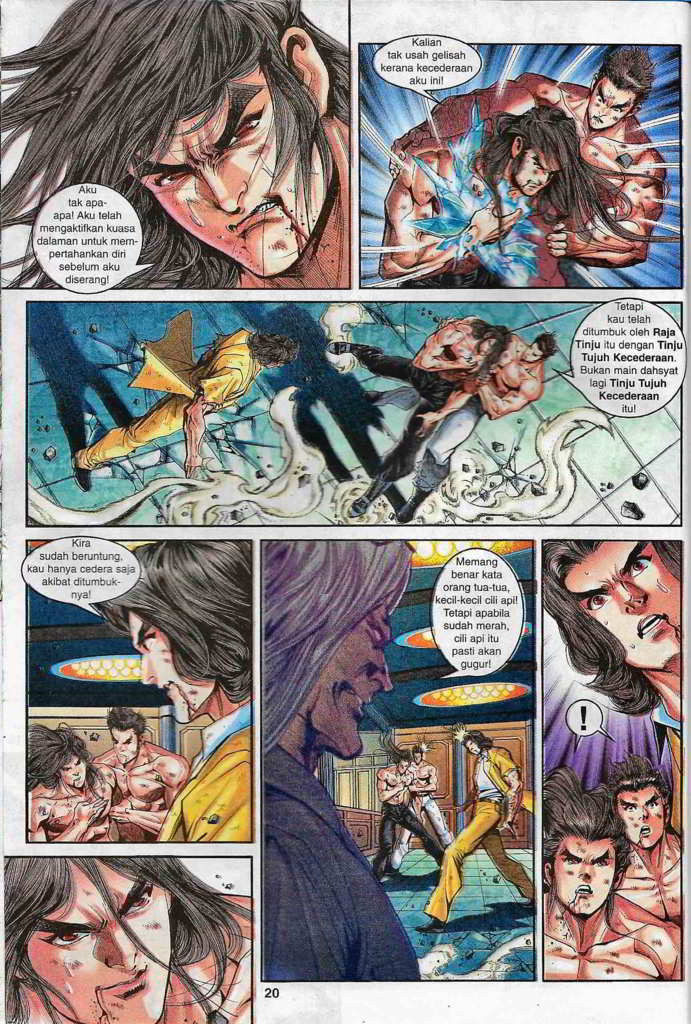 Aku
tak apa-
apa! Aku telah
mengaktifkan kuasa
dalaman untuk mem-
pertahankan diri
sebelum aku
diserang!
Kalian
tak usah gelisah
kerana kecederaan
aku ini!
Tetapi
kau telah
ditumbuk oleh Raja
Tinju itu dengan Tinju
Tujuh Kecederaan.
Bukan main dahsyat
lagi Tinju Tujuh
Kecederaan
itu!
Kira
sudah beruntung,
kau hanya cedera saja
akibat ditumbuk-
nya!
Memang
benar kata
orang tua-tua,
kecil-kecil cili api!
Tetapi apabila
sudah merah,
cili api itu
pasti akan
gugur!
!
20